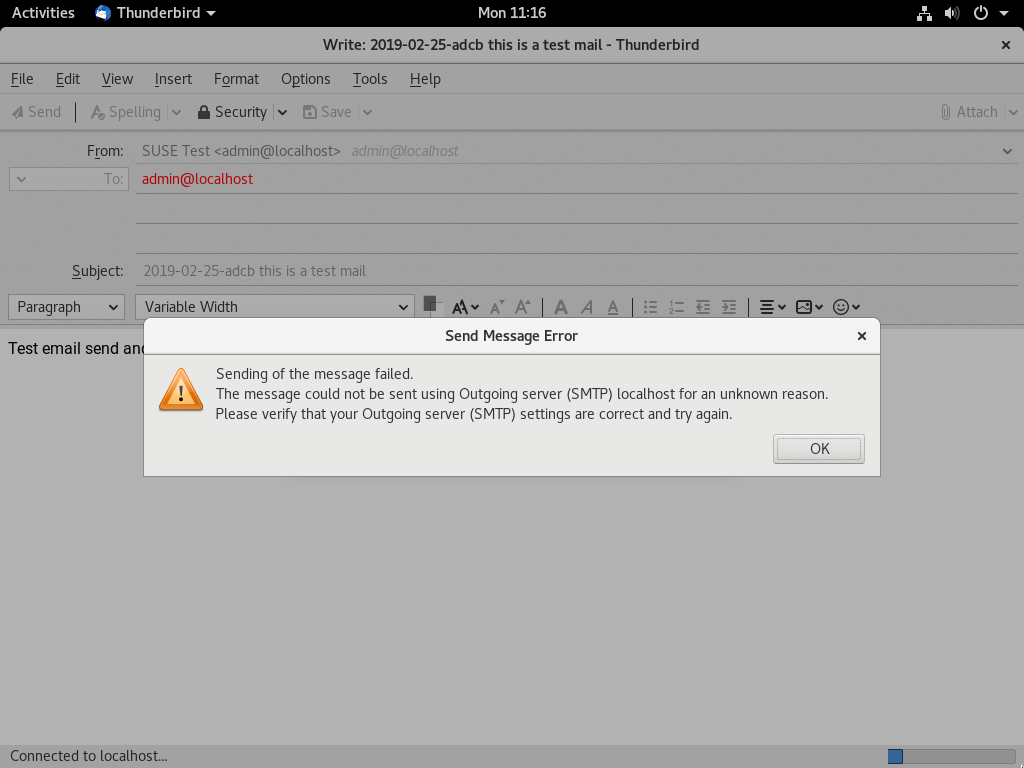 Activities Thunderbird Mon 11:16
Write: 2019-02-25-adcb this is a test mail - Thunderbird
File Edit View Insert Format Options Tools Help
Send Spelling Security Save Attach
From: SUSE Test <admin@localhost> admin@localhost
To: admin@localhost
Subject: 2019-02-25-adcb this is a test mail
Paragraph Variable Width
Test email send and
Send Message Error
Sending of the message failed.
The message could not be sent using Outgoing server (SMTP) localhost for an unknown reason.
Please verify that your Outgoing server (SMTP) settings are correct and try again.
OK
Connected to localhost...